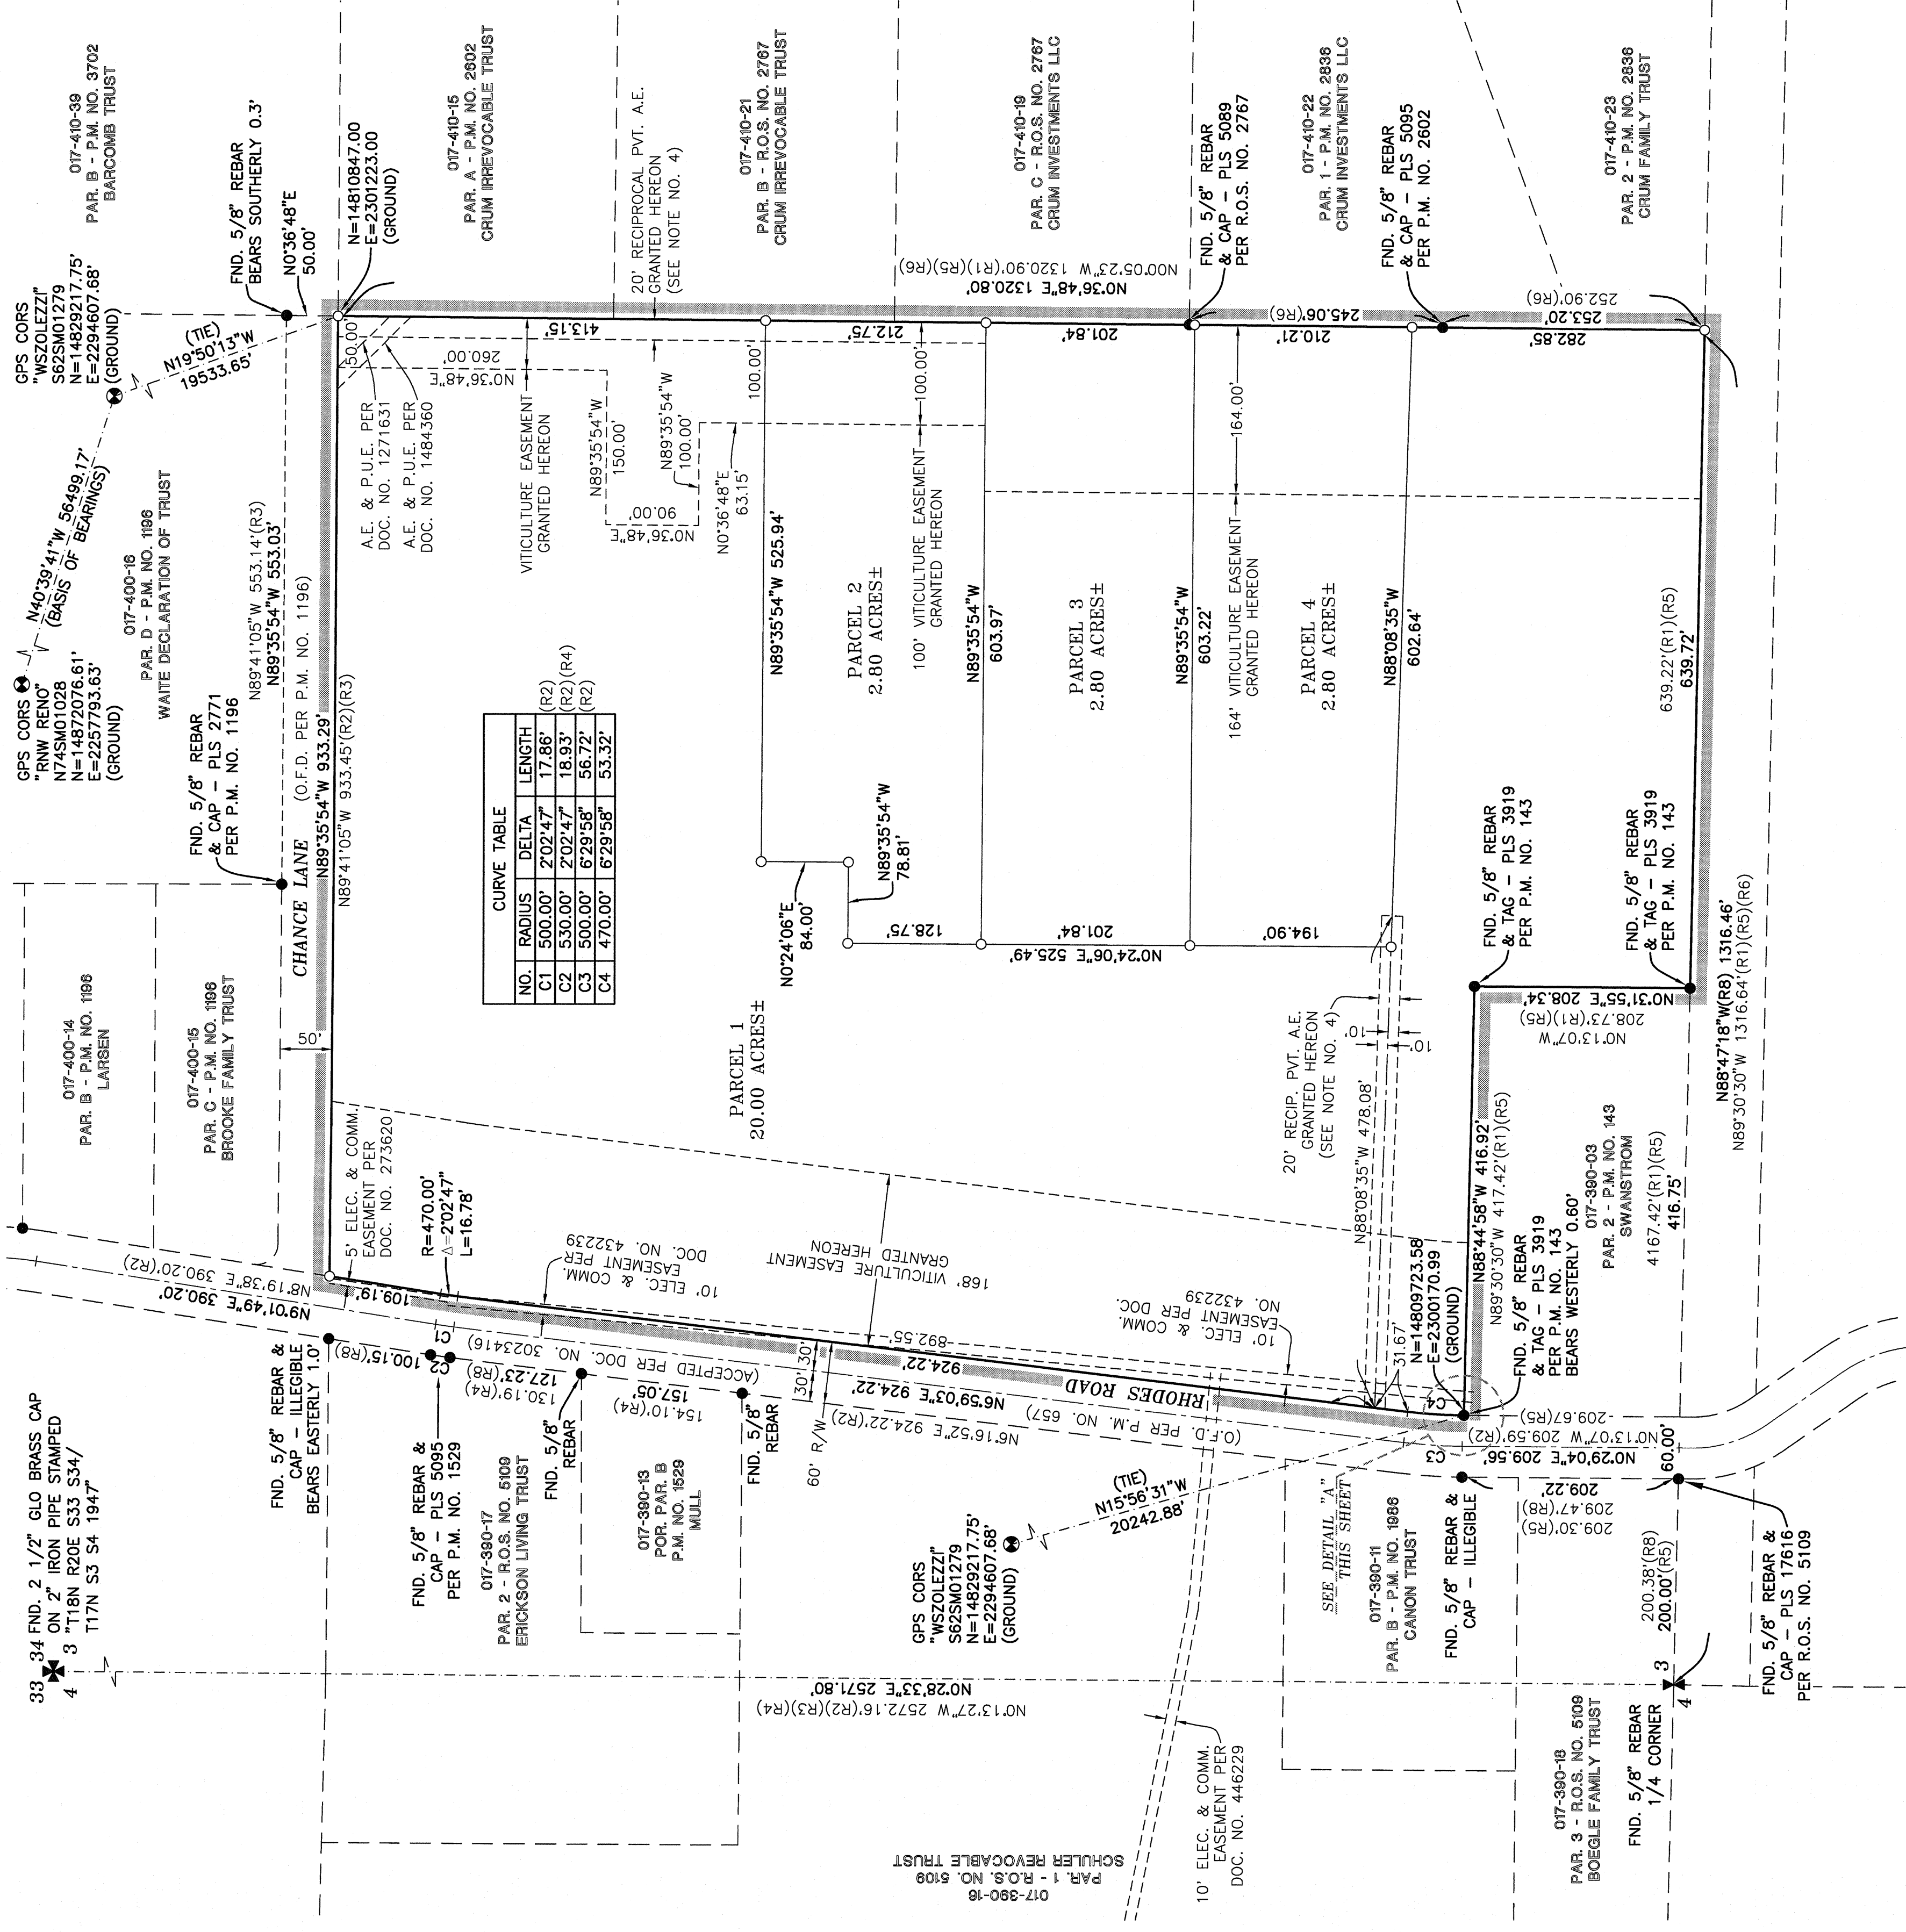 33 34 FND. 2 1/2" GLO BRASS CAP
4 3 ON 2" IRON PIPE STAMPED
"T18N R20E S33 S34/
T17N S3 S4 1947"
017-400-14
PAR. B - P.M. NO. 1196
LARSEN
017-400-15
PAR. C - P.M. NO. 1196
BROOKE FAMILY TRUST
GPS CORS
"RNW RENO"
N74SM01028
N=14872076.61'
E=2257793.63'
(GROUND)
N40°39'41"W 56499.17'
(BASIS OF BEARINGS)
GPS CORS
"WSZOLEZZI"
S62SM01279
N=14829217.75'
E=2294607.68'
(GROUND)
(TIE)
N19°50'13"W
19533.65'
017-400-16
PAR. D - P.M. NO. 1196
WAITE DECLARATION OF TRUST
017-410-39
PAR. B - P.M. NO. 3702
BARCOMB TRUST
FND. 5/8" REBAR
& CAP - PLS 2771
PER P.M. NO. 1196
N89°41'05"W 553.14'(R3)
N89°35'54"W 553.03'
FND. 5/8" REBAR
BEARS SOUTHERLY 0.3'
N0°36'48"E
50.00'
CHANCE LANE
(O.F.D. PER P.M. NO. 1196)
50'
N89°35'54"W 933.29'
N89°41'05"W 933.45'(R2)(R3)
N=14810847.00
E=2301223.00
(GROUND)
017-410-15
PAR. A - P.M. NO. 2602
CRUM IRREVOCABLE TRUST
20' RECIPROCAL PVT. A.E.
GRANTED HEREON
(SEE NOTE NO. 4)
017-410-21
PAR. B - R.O.S. NO. 2767
CRUM IRREVOCABLE TRUST
017-410-19
PAR. C - R.O.S. NO. 2767
CRUM INVESTMENTS LLC
N00°05'23"W 1320.90'(R1)(R5)(R6)
N0°36'48"E 1320.80'
FND. 5/8" REBAR
& CAP - PLS 5089
PER R.O.S. NO. 2767
017-410-22
PAR. 1 - P.M. NO. 2836
CRUM INVESTMENTS LLC
FND. 5/8" REBAR
& CAP - PLS 5095
PER P.M. NO. 2602
017-410-23
PAR. 2 - P.M. NO. 2836
CRUM FAMILY TRUST
252.90'(R6)
253.20'
245.06'(R6)
413.15'
212.75'
201.84'
210.21'
282.85'
50.00'
A.E. & P.U.E. PER
DOC. NO. 1271631
A.E. & P.U.E. PER
DOC. NO. 1484360
N0°36'48"E
260.00'
VITICULTURE EASEMENT
GRANTED HEREON
N89°35'54"W
150.00'
N0°36'48"E
90.00'
N89°35'54"W
100.00'
N0°36'48"E
63.15'
100.00'
N89°35'54"W 525.94'
PARCEL 2
2.80 ACRES±
100' VITICULTURE EASEMENT
GRANTED HEREON
100.00'
N89°35'54"W
603.97'
PARCEL 3
2.80 ACRES±
N89°35'54"W
603.22'
164.00'
164' VITICULTURE EASEMENT
GRANTED HEREON
PARCEL 4
2.80 ACRES±
N88°08'35"W
602.64'
639.22'(R1)(R5)
639.72'
CURVE TABLE
NO. RADIUS DELTA LENGTH
C1 500.00' 2°02'47" 17.86' (R2)
C2 530.00' 2°02'47" 18.93' (R2)(R4)
C3 500.00' 6°29'58" 56.72' (R2)
C4 470.00' 6°29'58" 53.32'
PARCEL 1
20.00 ACRES±
N0°24'06"E
84.00'
N89°35'54"W
78.81'
128.75'
201.84'
194.90'
N0°24'06"E 525.49'
FND. 5/8" REBAR
& TAG - PLS 3919
PER P.M. NO. 143
FND. 5/8" REBAR
& TAG - PLS 3919
PER P.M. NO. 143
N0°31'55"E 208.34'
208.73'(R1)(R5)
N0°13'07"W
20' RECIP. PVT. A.E.
GRANTED HEREON
(SEE NOTE NO. 4)
10'
10'
N88°08'35"W 478.08'
N88°47'18"W(R8) 1316.46'
N89°30'30"W 1316.64'(R1)(R5)(R6)
5' ELEC. & COMM.
EASEMENT PER
DOC. NO. 273620
R=470.00'
Δ=2°02'47"
L=16.78'
10' ELEC. & COMM.
EASEMENT PER
DOC. NO. 432239
168' VITICULTURE EASEMENT
GRANTED HEREON
10' ELEC. & COMM.
EASEMENT PER DOC.
NO. 432239
892.55'
31.67'
N=14809723.58
E=2300170.99
(GROUND)
N88°44'58"W 416.92'
N89°30'30"W 417.42'(R1)(R5)
FND. 5/8" REBAR
& TAG - PLS 3919
PER P.M. NO. 143
BEARS WESTERLY 0.60'
017-390-03
PAR. 2 - P.M. NO. 143
SWANSTROM
4167.42'(R1)(R5)
416.75'
N8°19'38"E 390.20'(R2)
N9°01'49"E 390.20'
109.19'
C1
C2
100.15'(R8)
127.23'(R8)
130.19'(R4)
157.05'
154.10'(R4)
(ACCEPTED PER DOC. NO. 3023416)
30' 30'
60' R/W
924.22'
RHODES ROAD
N6°59'03"E 924.22'
(O.F.D. PER P.M. NO. 657)
N6°16'52"E 924.22'(R2)
C3
C4
209.67(R5)
N0°13'07"W 209.59'(R2)
N0°29'04"E 209.56'
60.00'
209.22'
209.47'(R8)
209.30'(R5)
FND. 5/8" REBAR &
CAP - ILLEGIBLE
BEARS EASTERLY 1.0'
FND. 5/8" REBAR &
CAP - PLS 5095
PER P.M. NO. 1529
FND. 5/8"
REBAR
FND. 5/8"
REBAR
017-390-17
PAR. 2 - R.O.S. NO. 5109
ERICKSON LIVING TRUST
017-390-13
POR. PAR. B
P.M. NO. 1529
MULL
GPS CORS
"WSZOLEZZI"
S62SM01279
N=14829217.75'
E=2294607.68'
(GROUND)
(TIE)
N15°56'31"W
20242.88'
SEE DETAIL "A"
THIS SHEET
017-390-11
PAR. B - P.M. NO. 1986
CANON TRUST
FND. 5/8" REBAR &
CAP - ILLEGIBLE
200.38'(R8)
200.00'(R5)
FND. 5/8" REBAR &
CAP - PLS 17616
PER R.O.S. NO. 5109
N0°28'33"E 2571.80'
N0°13'27"W 2572.16'(R2)(R3)(R4)
10' ELEC. & COMM.
EASEMENT PER
DOC. NO. 446229
017-390-16
PAR. 1 - R.O.S. NO. 5109
SCHULER REVOCABLE TRUST
017-390-18
PAR. 3 - R.O.S. NO. 5109
BOEGLE FAMILY TRUST
FND. 5/8" REBAR
1/4 CORNER
4 3